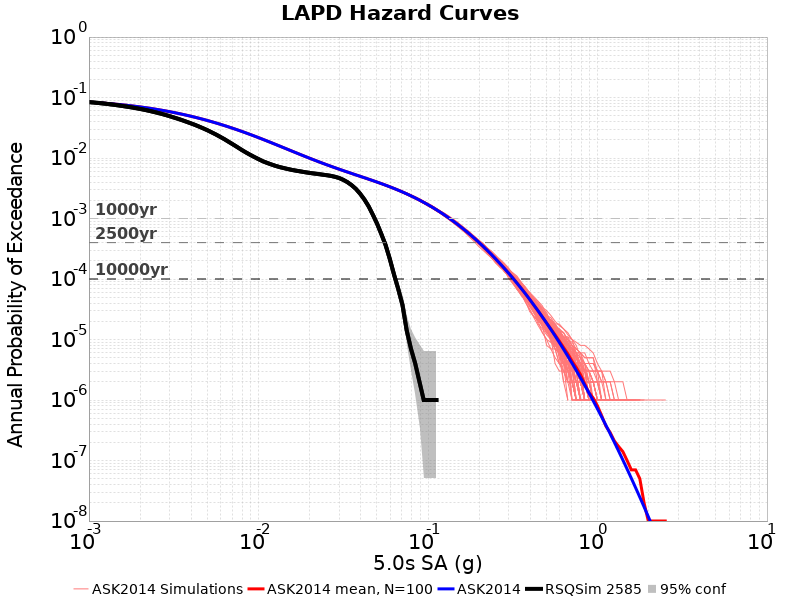 LAPD Hazard Curves
Annual Probability of Exceedance
10^0
10^-1
10^-2
10^-3
10^-4
10^-5
10^-6
10^-7
10^-8
1000yr
2500yr
10000yr
10^-3 10^-2 10^-1 10^0 10^1
5.0s SA (g)
ASK2014 Simulations ASK2014 mean, N=100 ASK2014 RSQSim 2585 95% conf